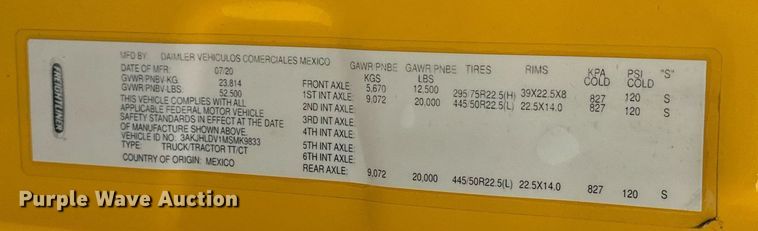 FREIGHTLINER
MFD BY: DAIMLER VEHICULOS COMERCIALES MEXICO
DATE OF MFR: 07/20
GVWR/PNBV-KG: 23.814
GVWR/PNBV-LBS: 52.500
THIS VEHICLE COMPLIES WITH ALL
APPLICABLE FEDERAL MOTOR VEHICLE
SAFETY STANDARDS IN EFFECT AT THE DATE
OF MANUFACTURE SHOWN ABOVE.
VEHICLE ID NO.: 3AKJHLDV1MSMK9833
TYPE: TRUCK/TRACTOR TT/CT
COUNTRY OF ORIGIN: MEXICO
GAWR/PNBE GAWR/PNBE TIRES RIMS KPA PSI "S"
KGS LBS COLD COLD
FRONT AXLE: 5,670 12,500 295/75R22.5(H) 39X22.5X8 827 120 S
1ST INT AXLE: 9,072 20,000 445/50R22.5(L) 22.5X14.0 827 120 S
2ND INT AXLE:
3RD INT AXLE:
4TH INT AXLE:
5TH INT AXLE:
6TH INT AXLE:
REAR AXLE: 9,072 20,000 445/50R22.5(L) 22.5X14.0 827 120 S
Purple Wave Auction